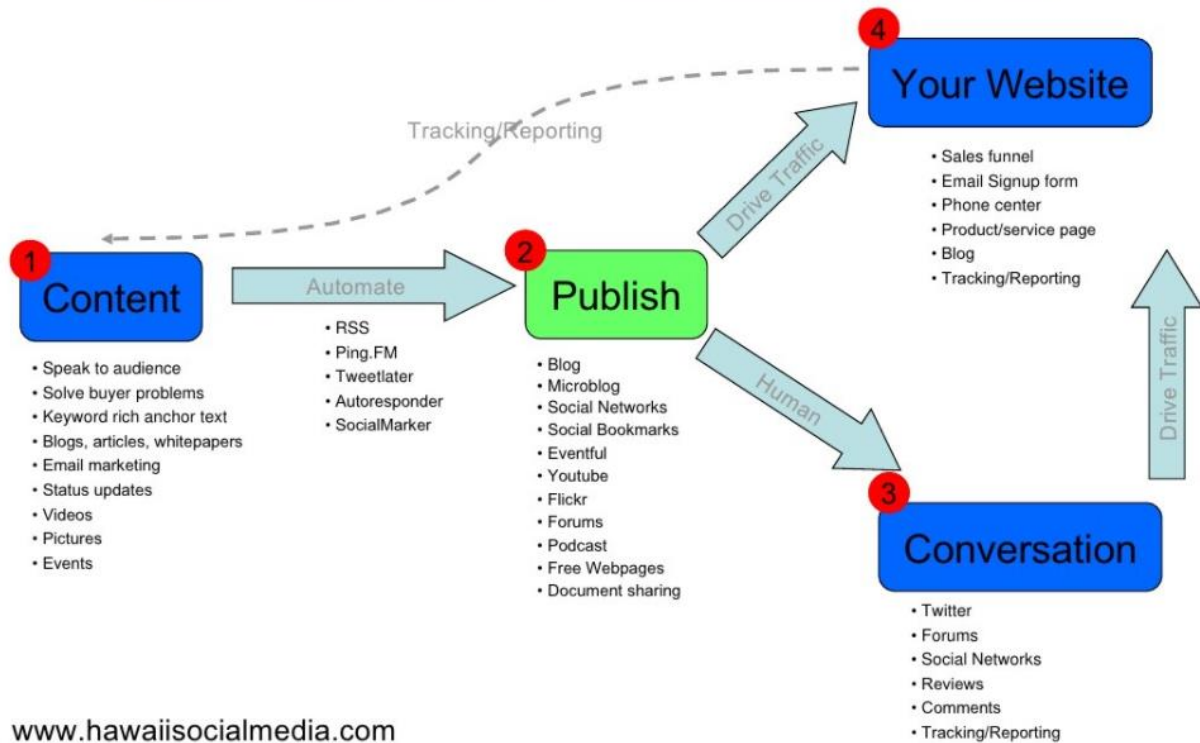 4
Your Website
• Sales funnel
• Email Signup form
• Phone center
• Product/service page
• Blog
• Tracking/Reporting
Tracking/Reporting
Drive Traffic
1
Content
• Speak to audience
• Solve buyer problems
• Keyword rich anchor text
• Blogs, articles, whitepapers
• Email marketing
• Status updates
• Videos
• Pictures
• Events
Automate
• RSS
• Ping.FM
• Tweetlater
• Autoresponder
• SocialMarker
2
Publish
• Blog
• Microblog
• Social Networks
• Social Bookmarks
• Eventful
• Youtube
• Flickr
• Forums
• Podcast
• Free Webpages
• Document sharing
Human
Drive Traffic
3
Conversation
• Twitter
• Forums
• Social Networks
• Reviews
• Comments
• Tracking/Reporting
www.hawaiisocialmedia.com